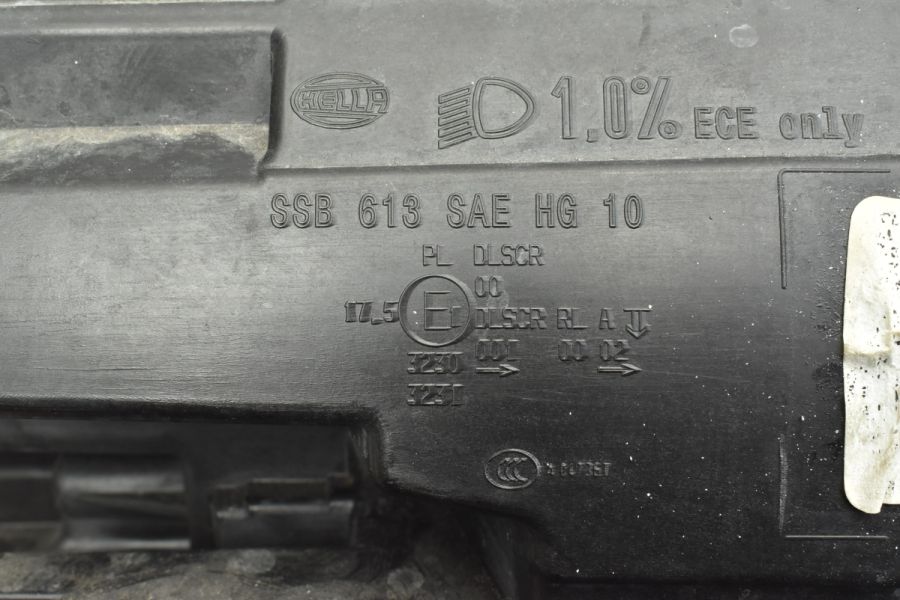 HELLA
1.0% ECE only
SSB 613 SAE HG 10
PL DLSCR
00
17.5 E1 DLSCR RL A
3230 001 00 02
3231
CCC